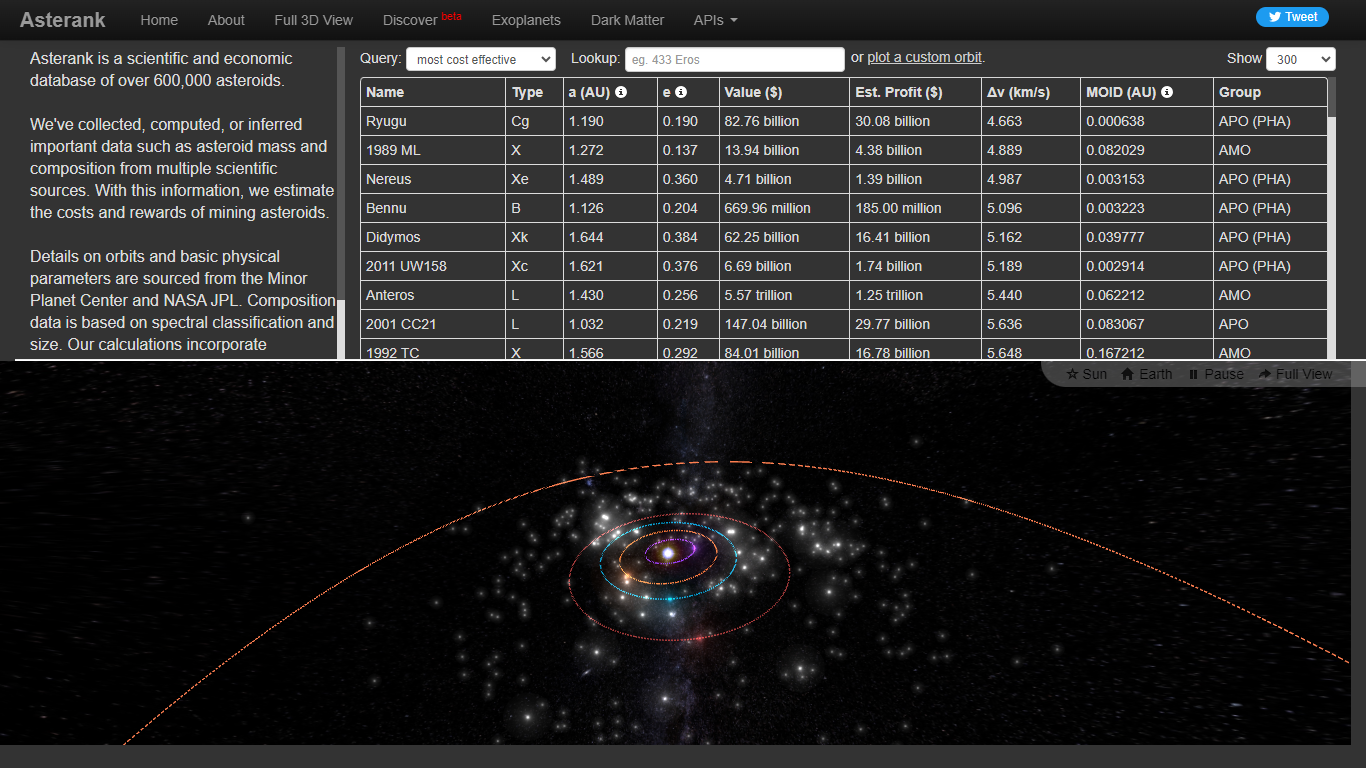 Asterank Home About Full 3D View Discover beta Exoplanets Dark Matter APIs Tweet
Asterank is a scientific and economic
database of over 600,000 asteroids.
We've collected, computed, or inferred
important data such as asteroid mass and
composition from multiple scientific
sources. With this information, we estimate
the costs and rewards of mining asteroids.
Details on orbits and basic physical
parameters are sourced from the Minor
Planet Center and NASA JPL. Composition
data is based on spectral classification and
size. Our calculations incorporate
Query: most cost effective Lookup: eg. 433 Eros or plot a custom orbit. Show 300
Name Type a (AU) e Value ($) Est. Profit ($) Δv (km/s) MOID (AU) Group
Ryugu Cg 1.190 0.190 82.76 billion 30.08 billion 4.663 0.000638 APO (PHA)
1989 ML X 1.272 0.137 13.94 billion 4.38 billion 4.889 0.082029 AMO
Nereus Xe 1.489 0.360 4.71 billion 1.39 billion 4.987 0.003153 APO (PHA)
Bennu B 1.126 0.204 669.96 million 185.00 million 5.096 0.003223 APO (PHA)
Didymos Xk 1.644 0.384 62.25 billion 16.41 billion 5.162 0.039777 APO (PHA)
2011 UW158 Xc 1.621 0.376 6.69 billion 1.74 billion 5.189 0.002914 APO (PHA)
Anteros L 1.430 0.256 5.57 trillion 1.25 trillion 5.440 0.062212 AMO
2001 CC21 L 1.032 0.219 147.04 billion 29.77 billion 5.636 0.083067 APO
1992 TC X 1.566 0.292 84.01 billion 16.78 billion 5.648 0.167212 AMO
Sun Earth Pause Full View